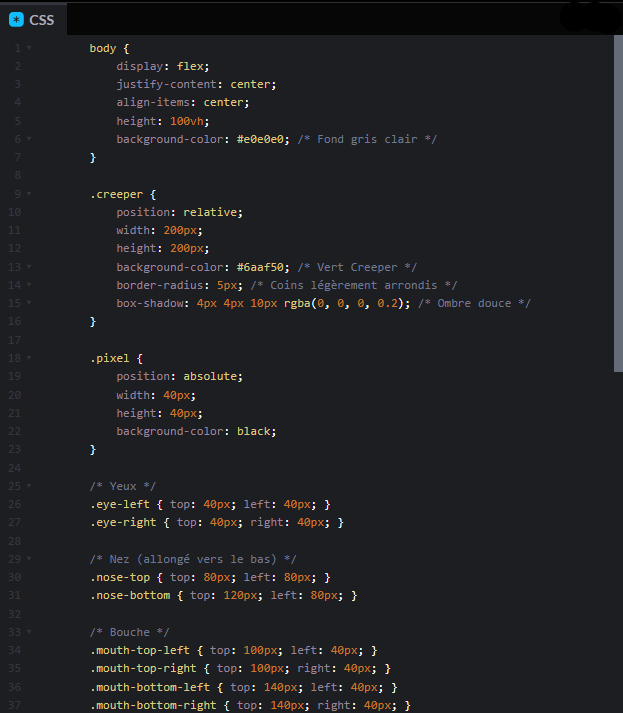 * CSS
1 body {
2 display: flex;
3 justify-content: center;
4 align-items: center;
5 height: 100vh;
6 background-color: #e0e0e0; /* Fond gris clair */
7 }
8
9 .creeper {
10 position: relative;
11 width: 200px;
12 height: 200px;
13 background-color: #6aaf50; /* Vert Creeper */
14 border-radius: 5px; /* Coins légèrement arrondis */
15 box-shadow: 4px 4px 10px rgba(0, 0, 0, 0.2); /* Ombre douce */
16 }
17
18 .pixel {
19 position: absolute;
20 width: 40px;
21 height: 40px;
22 background-color: black;
23 }
24
25 /* Yeux */
26 .eye-left { top: 40px; left: 40px; }
27 .eye-right { top: 40px; right: 40px; }
28
29 /* Nez (allongé vers le bas) */
30 .nose-top { top: 80px; left: 80px; }
31 .nose-bottom { top: 120px; left: 80px; }
32
33 /* Bouche */
34 .mouth-top-left { top: 100px; left: 40px; }
35 .mouth-top-right { top: 100px; right: 40px; }
36 .mouth-bottom-left { top: 140px; left: 40px; }
37 .mouth-bottom-right { top: 140px; right: 40px; }